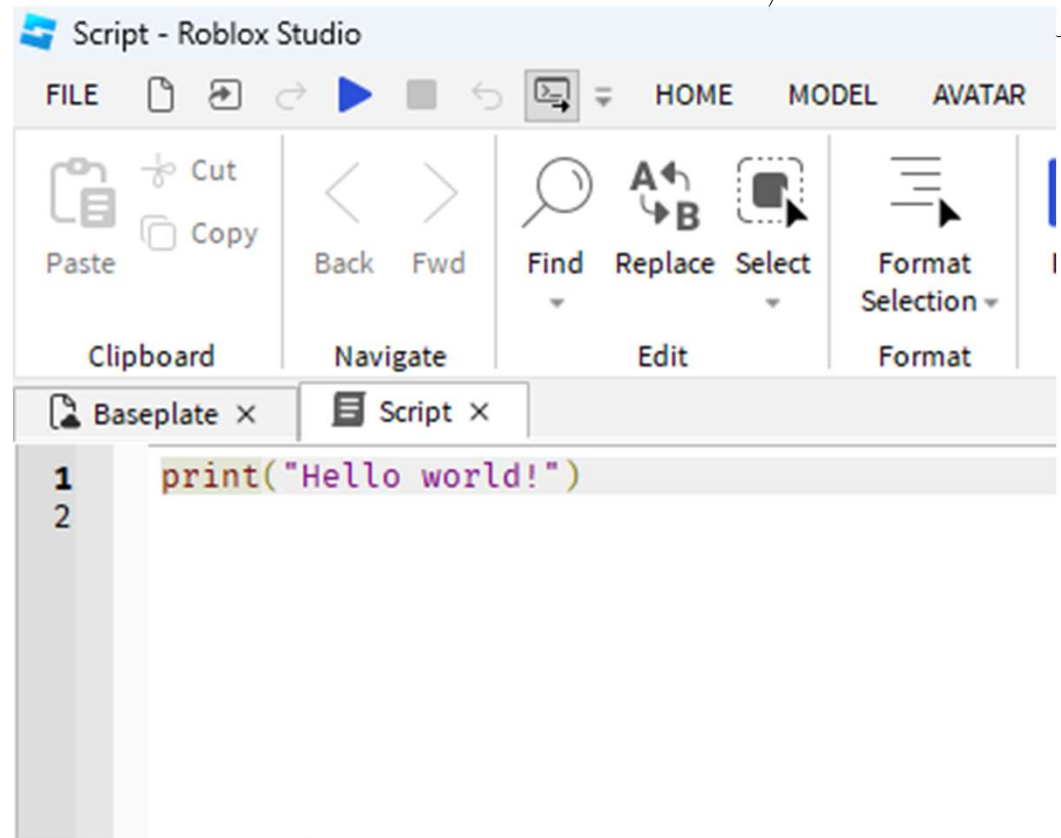 Script - Roblox Studio
FILE HOME MODEL AVATAR
Cut
Copy
Paste Back Fwd Find Replace Select Format
Selection
Clipboard Navigate Edit Format
Baseplate × Script ×
1 print("Hello world!")
2